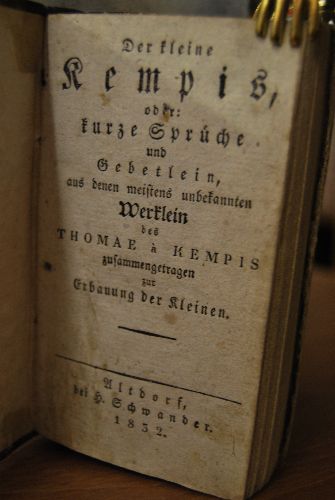 Der kleine
Kempis,
oder:
kurze Sprüche
und
Gebetlein,
aus denen meistens unbekannten
Werklein
des
THOMAE à KEMPIS
zusammengetragen
zur
Erbauung der Kleinen.
Altdorf,
bei H. Schwander.
1832.